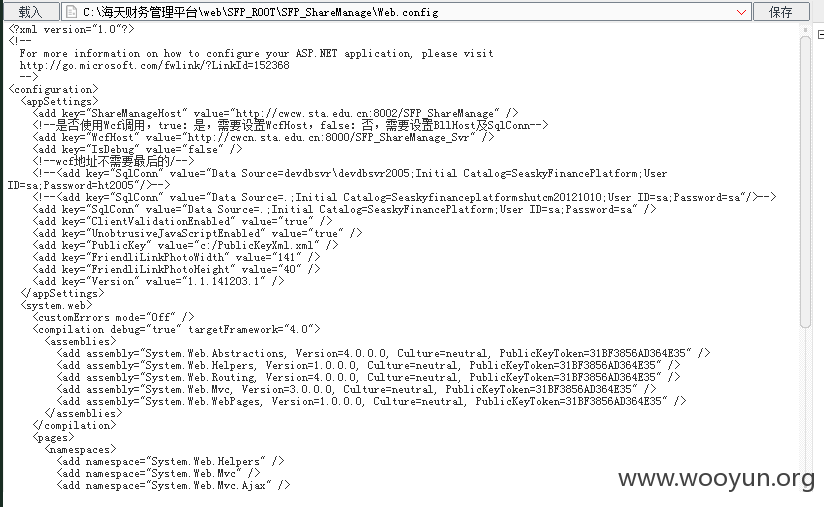 载入 C:\海天财务管理平台\web\SFP_ROOT\SFP_ShareManage\Web.config 保存
<?xml version="1.0"?>
<!--
For more information on how to configure your ASP.NET application, please visit
http://go.microsoft.com/fwlink/?LinkId=152368
-->
<configuration>
<appSettings>
<add key="ShareManageHost" value="http://cwcw.sta.edu.cn:8002/SFP_ShareManage" />
<!--是否使用Wcf调用，true：是，需要设置WcfHost，false：否，需要设置BllHost及SqlConn-->
<add key="WcfHost" value="http://cwcn.sta.edu.cn:8000/SFP_ShareManage_Svr" />
<add key="IsDebug" value="false" />
<!--wcf地址不需要最后的/-->
<!--<add key="SqlConn" value="Data Source=devdbsvr\devdbsvr2005;Initial Catalog=SeaskyFinancePlatform;User
ID=sa;Password=ht2005"/>-->
<!--<add key="SqlConn" value="Data Source=.;Initial Catalog=Seaskyfinanceplatformshutcm20121010;User ID=sa;Password=sa"/>-->
<add key="SqlConn" value="Data Source=.;Initial Catalog=SeaskyFinancePlatform;User ID=sa;Password=sa" />
<add key="ClientValidationEnabled" value="true" />
<add key="UnobtrusiveJavaScriptEnabled" value="true" />
<add key="PublicKey" value="c:/PublicKeyXml.xml" />
<add key="FriendliLinkPhotoWidth" value="141" />
<add key="FriendliLinkPhotoHeight" value="40" />
<add key="Version" value="1.1.141203.1" />
</appSettings>
<system.web>
<customErrors mode="Off" />
<compilation debug="true" targetFramework="4.0">
<assemblies>
<add assembly="System.Web.Abstractions, Version=4.0.0.0, Culture=neutral, PublicKeyToken=31BF3856AD364E35" />
<add assembly="System.Web.Helpers, Version=1.0.0.0, Culture=neutral, PublicKeyToken=31BF3856AD364E35" />
<add assembly="System.Web.Routing, Version=4.0.0.0, Culture=neutral, PublicKeyToken=31BF3856AD364E35" />
<add assembly="System.Web.Mvc, Version=3.0.0.0, Culture=neutral, PublicKeyToken=31BF3856AD364E35" />
<add assembly="System.Web.WebPages, Version=1.0.0.0, Culture=neutral, PublicKeyToken=31BF3856AD364E35" />
</assemblies>
</compilation>
<pages>
<namespaces>
<add namespace="System.Web.Helpers" />
<add namespace="System.Web.Mvc" />
<add namespace="System.Web.Mvc.Ajax" />
www.wooyun.org